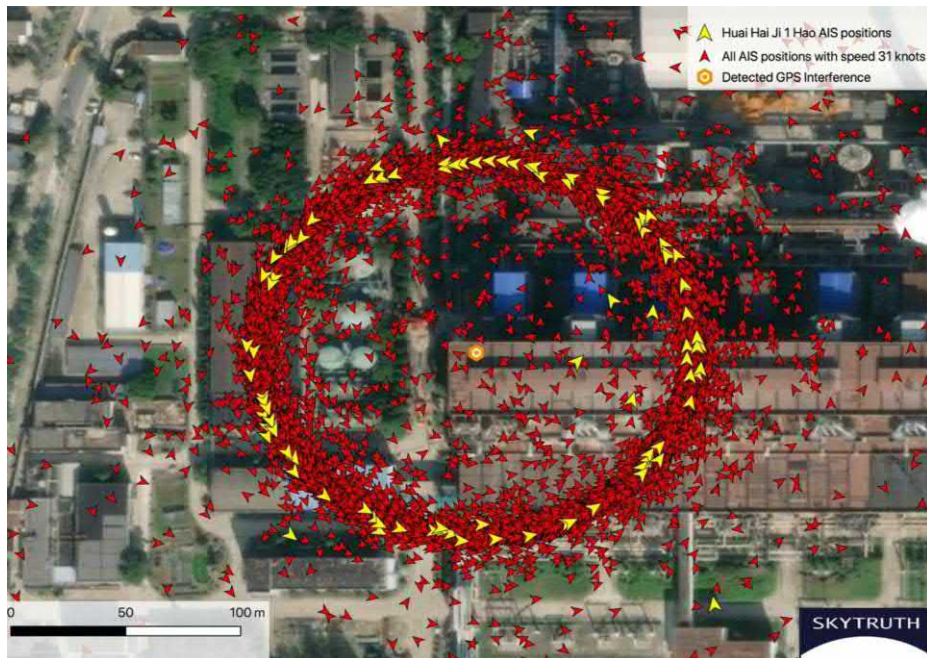 Huai Hai Ji 1 Hao AIS positions
All AIS positions with speed 31 knots
Detected GPS Interference
0 50 100 m
SKYTRUTH